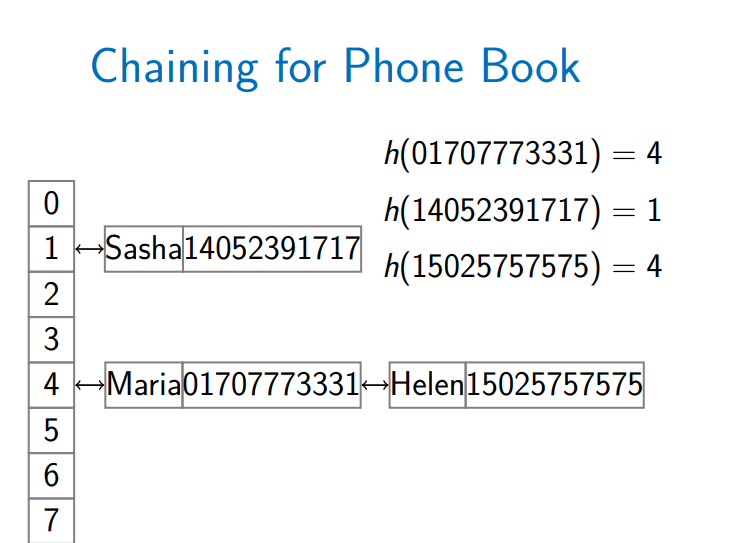 Chaining for Phone Book
h(01707773331) = 4
0
h(14052391717) = 1
1 ↔ Sasha 14052391717
h(15025757575) = 4
2
3
4 ↔ Maria 01707773331 ↔ Helen 15025757575
5
6
7